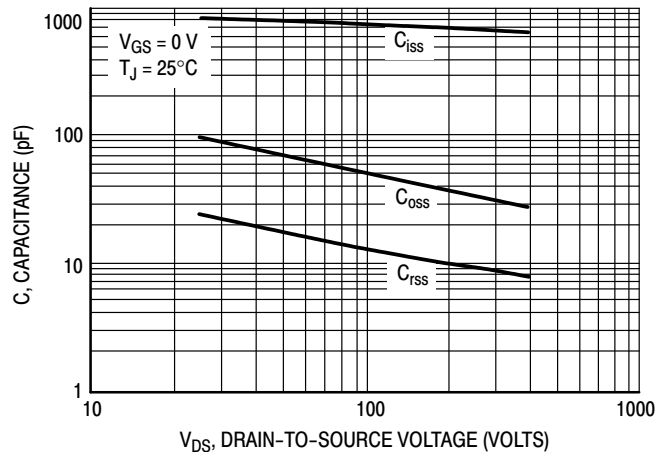 1000
V_GS = 0 V
T_J = 25°C
C_iss
100
C_oss
10
C_rss
1
10
100
1000
C, CAPACITANCE (pF)
V_DS, DRAIN-TO-SOURCE VOLTAGE (VOLTS)